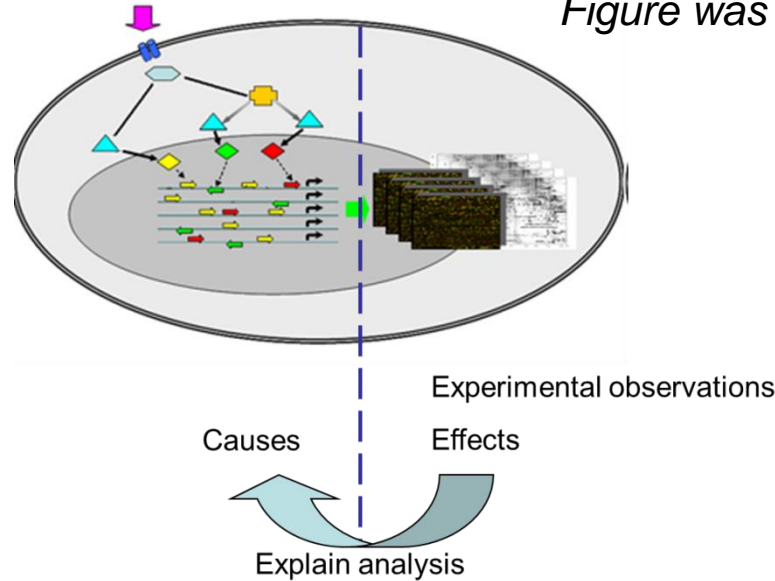 Figure was
Experimental observations
Causes
Effects
Explain analysis